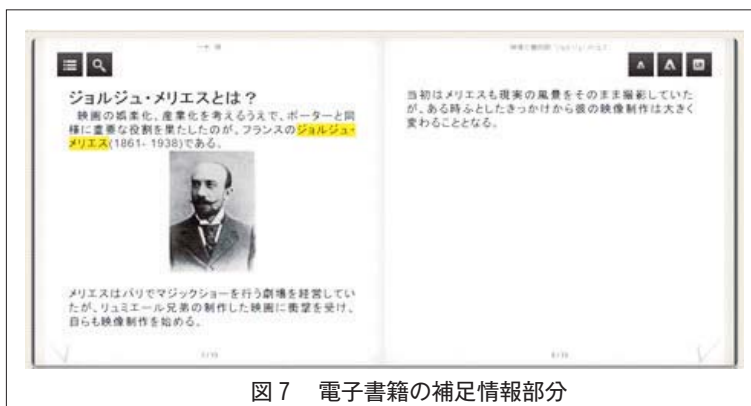 ジョルジュ・メリエスとは？
映画の娯楽化、産業化を考えるうえで、ポーターと同
様に重要な役割を果たしたのが、フランスのジョルジュ・
メリエス(1861- 1938)である。
メリエスはパリでマジックショーを行う劇場を経営してい
たが、リュミエール兄弟の制作した映画に衝撃を受け、
自らも映像制作を始める。
当初はメリエスも現実の風景をそのまま撮影していた
が、ある時ふとしたきっかけから彼の映像制作は大きく
変わることとなる。
図 7　電子書籍の補足情報部分